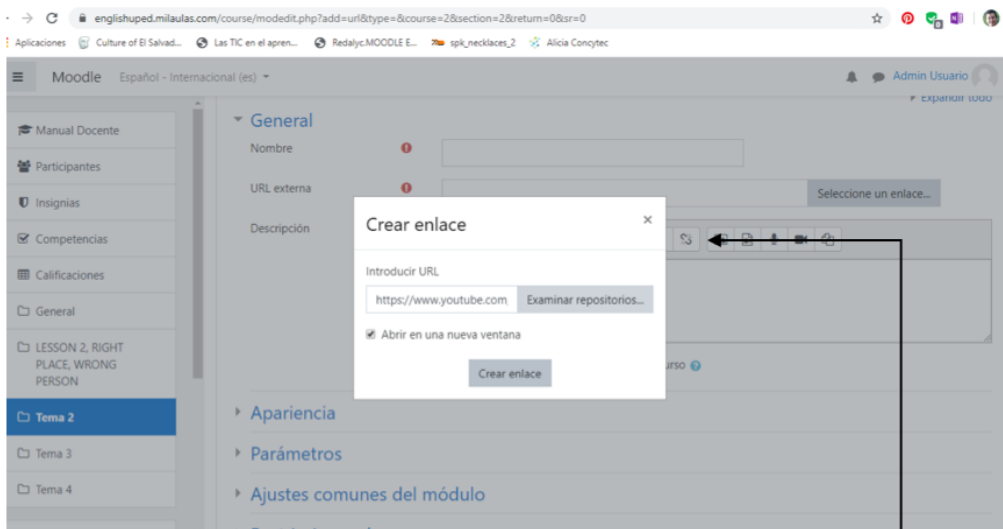 englishuped.milaulas.com/course/modedit.php?add=url&type=&course=2&section=2&return=0&sr=0
Aplicaciones Culture of El Salvad... Las TIC en el apren... Redalyc.MOODLE E... spk_necklaces_2 Alicia Concytec
Moodle Español - Internacional (es) Admin Usuario
Expandir todo
Manual Docente
Participantes
Insignias
Competencias
Calificaciones
General
LESSON 2, RIGHT
PLACE, WRONG
PERSON
Tema 2
Tema 3
Tema 4
General
Nombre
URL externa Seleccione un enlace...
Descripción
Crear enlace ×
Introducir URL
https://www.youtube.com Examinar repositorios...
Abrir en una nueva ventana
Crear enlace
urso
Apariencia
Parámetros
Ajustes comunes del módulo